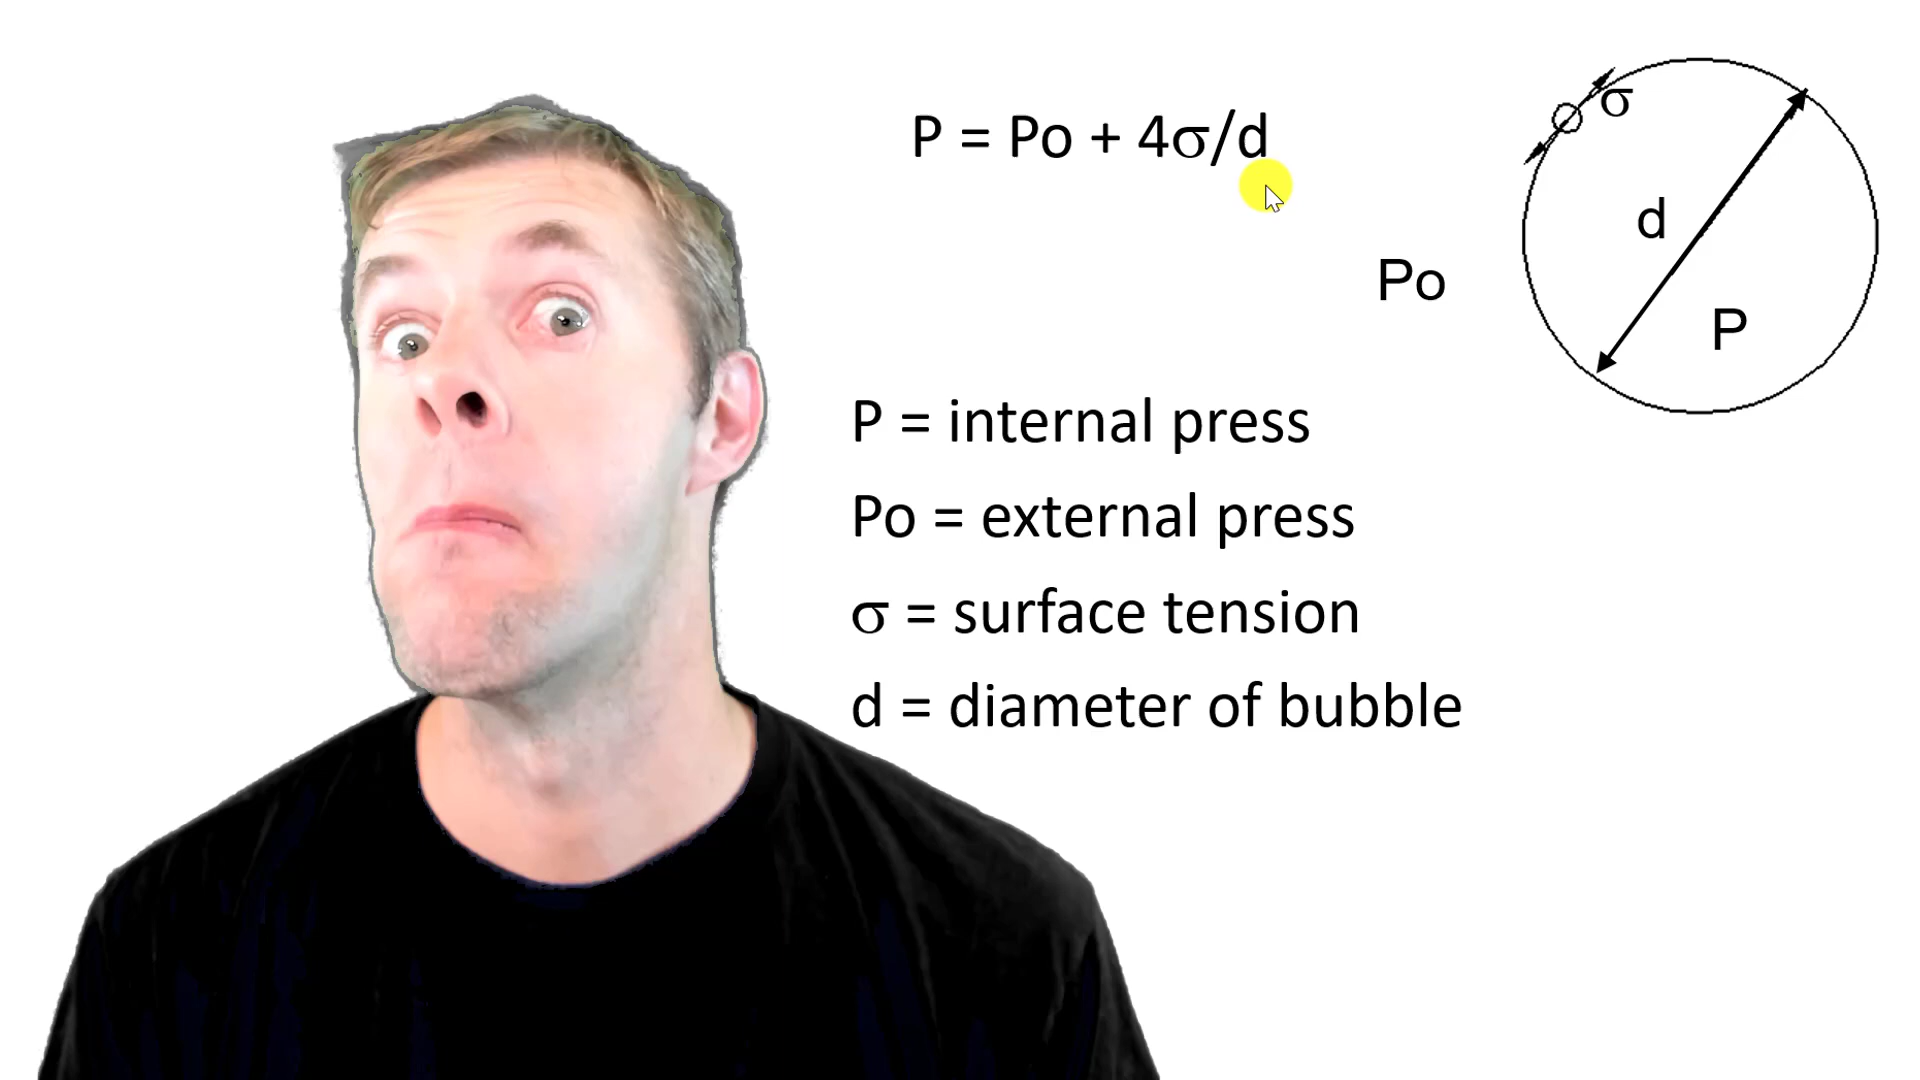 P = Po + 4σ/d
σ
d
Po
P
P = internal press
Po = external press
σ = surface tension
d = diameter of bubble